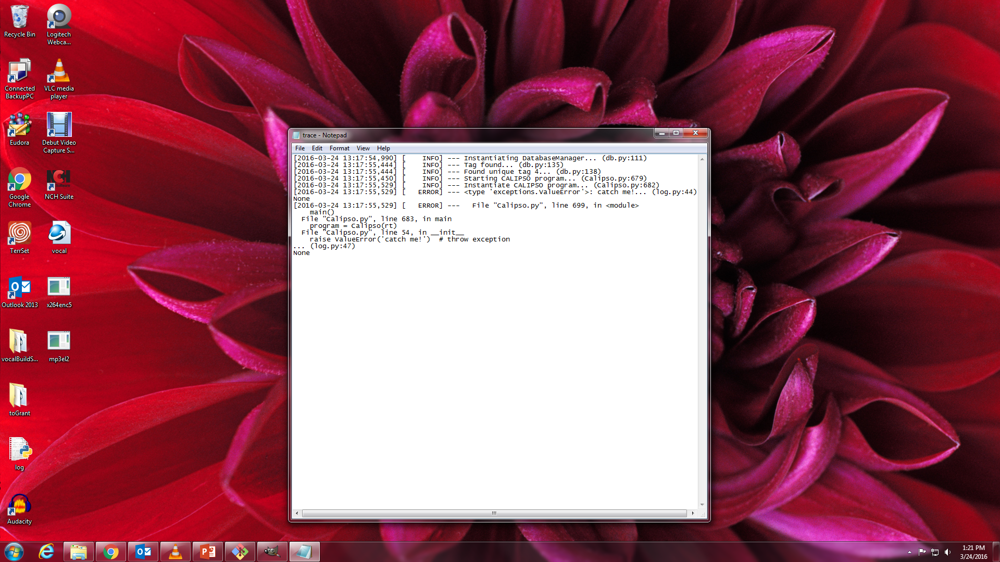 Recycle Bin
Logitech
Webca...
Connected
BackupPC
VLC media
player
Eudora
Debut Video
Capture S...
Google
Chrome
NCH Suite
TerrSet
vocal
Outlook 2013
x264enc5
vocalBuildS...
mp3el2
toGrant
log
Audacity
trace - Notepad
File Edit Format View Help
[2016-03-24 13:17:54,990] [    INFO] --- Instantiating DatabaseManager... (db.py:111)
[2016-03-24 13:17:55,444] [    INFO] --- Tag found... (db.py:135)
[2016-03-24 13:17:55,444] [    INFO] --- Found unique tag 4... (db.py:138)
[2016-03-24 13:17:55,450] [    INFO] --- Starting CALIPSO program... (Calipso.py:679)
[2016-03-24 13:17:55,529] [    INFO] --- Instantiate CALIPSO program... (Calipso.py:682)
[2016-03-24 13:17:55,529] [   ERROR] --- <type 'exceptions.ValueError'>: catch me!... (log.py:44)
None
[2016-03-24 13:17:55,529] [   ERROR] ---   File "Calipso.py", line 699, in <module>
    main()
  File "Calipso.py", line 683, in main
    program = Calipso(rt)
  File "Calipso.py", line 54, in __init__
    raise ValueError('catch me!')  # throw exception
... (log.py:47)
None
1:21 PM
3/24/2016